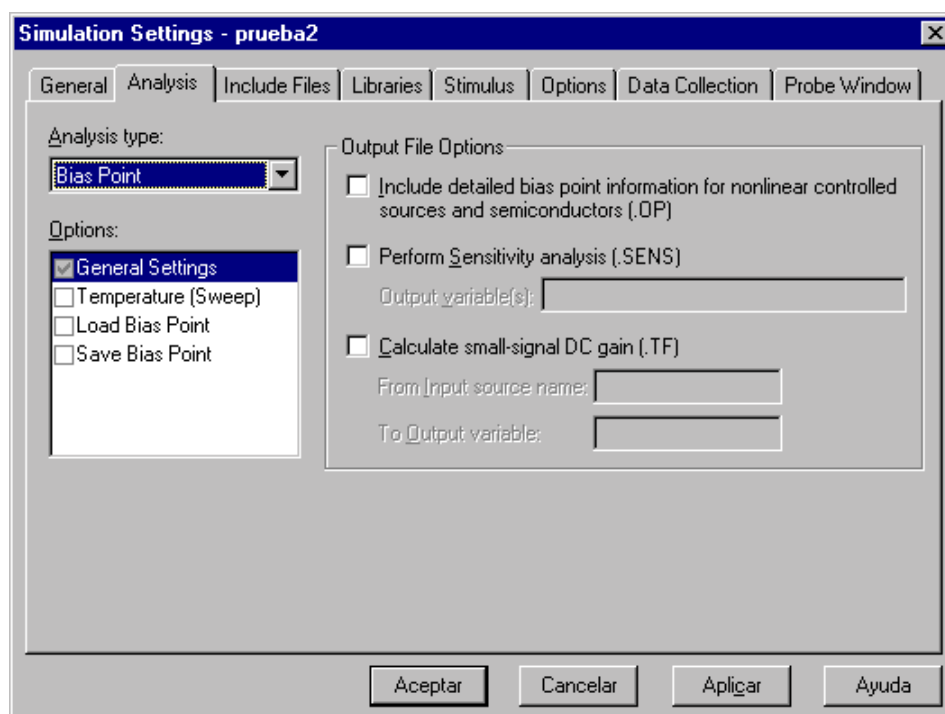 Simulation Settings - prueba2
General Analysis Include Files Libraries Stimulus Options Data Collection Probe Window
Analysis type:
Bias Point
Options:
General Settings
Temperature (Sweep)
Load Bias Point
Save Bias Point
Output File Options
Include detailed bias point information for nonlinear controlled
sources and semiconductors (.OP)
Perform Sensitivity analysis (.SENS)
Output variable(s):
Calculate small-signal DC gain (.TF)
From Input source name:
To Output variable:
Aceptar Cancelar Aplicar Ayuda